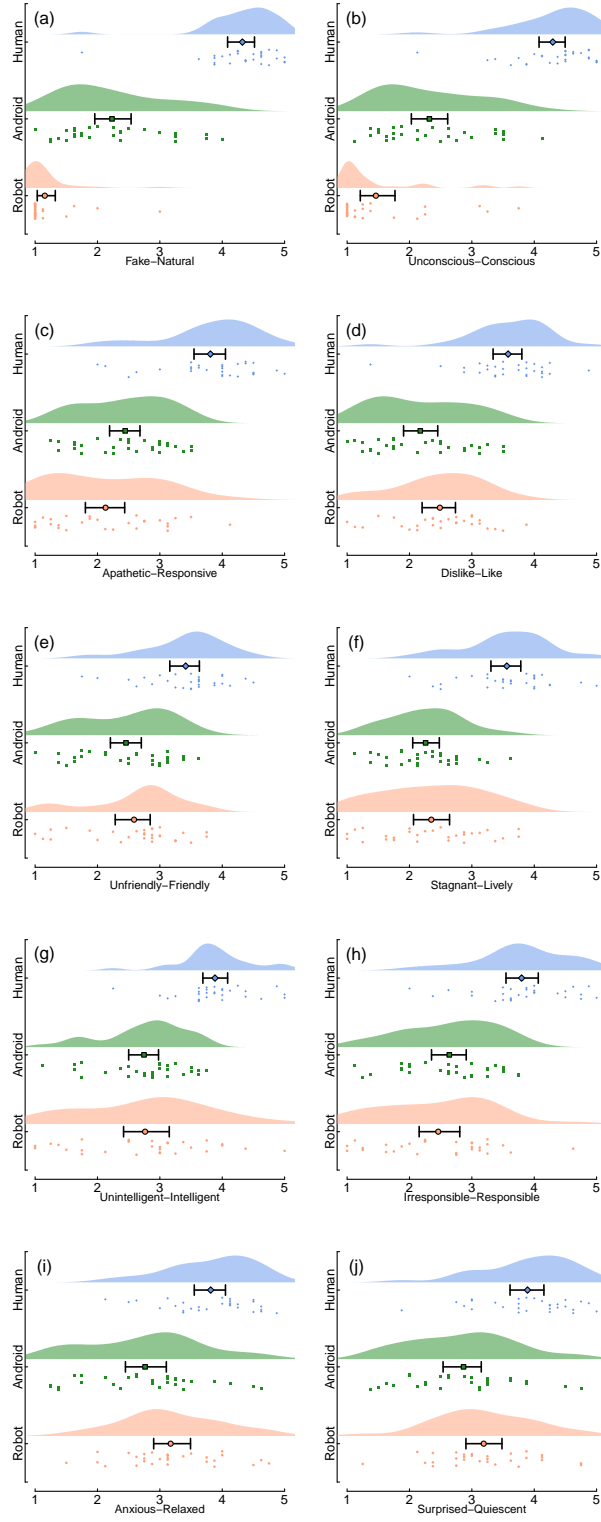 (a)
Human
Android
Robot
1 2 3 4 5
Fake−Natural
(b)
Human
Android
Robot
1 2 3 4 5
Unconscious−Conscious
(c)
Human
Android
Robot
1 2 3 4 5
Apathetic−Responsive
(d)
Human
Android
Robot
1 2 3 4 5
Dislike−Like
(e)
Human
Android
Robot
1 2 3 4 5
Unfriendly−Friendly
(f)
Human
Android
Robot
1 2 3 4 5
Stagnant−Lively
(g)
Human
Android
Robot
1 2 3 4 5
Unintelligent−Intelligent
(h)
Human
Android
Robot
1 2 3 4 5
Irresponsible−Responsible
(i)
Human
Android
Robot
1 2 3 4 5
Anxious−Relaxed
(j)
Human
Android
Robot
1 2 3 4 5
Surprised−Quiescent